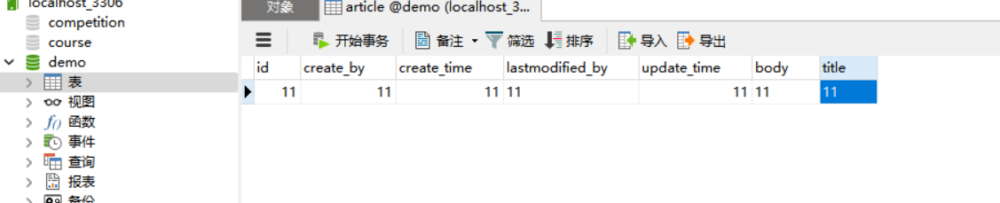 localhost_3306
competition
course
demo
表
视图
函数
事件
查询
报表
备份
对象 article @demo (localhost_3...
开始事务 备注 筛选 排序 导入 导出
id create_by create_time lastmodified_by update_time body title
11 11 11 11 11 11 11